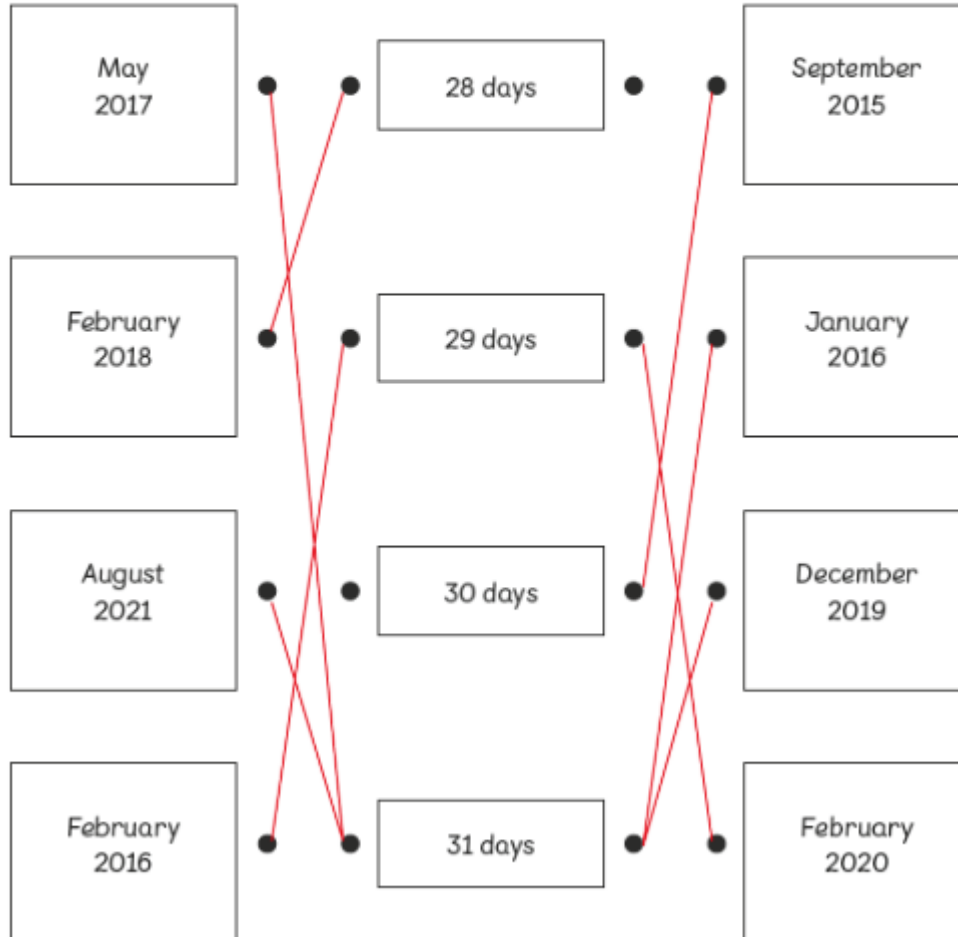 May
2017
28 days
September
2015
February
2018
29 days
January
2016
August
2021
30 days
December
2019
February
2016
31 days
February
2020